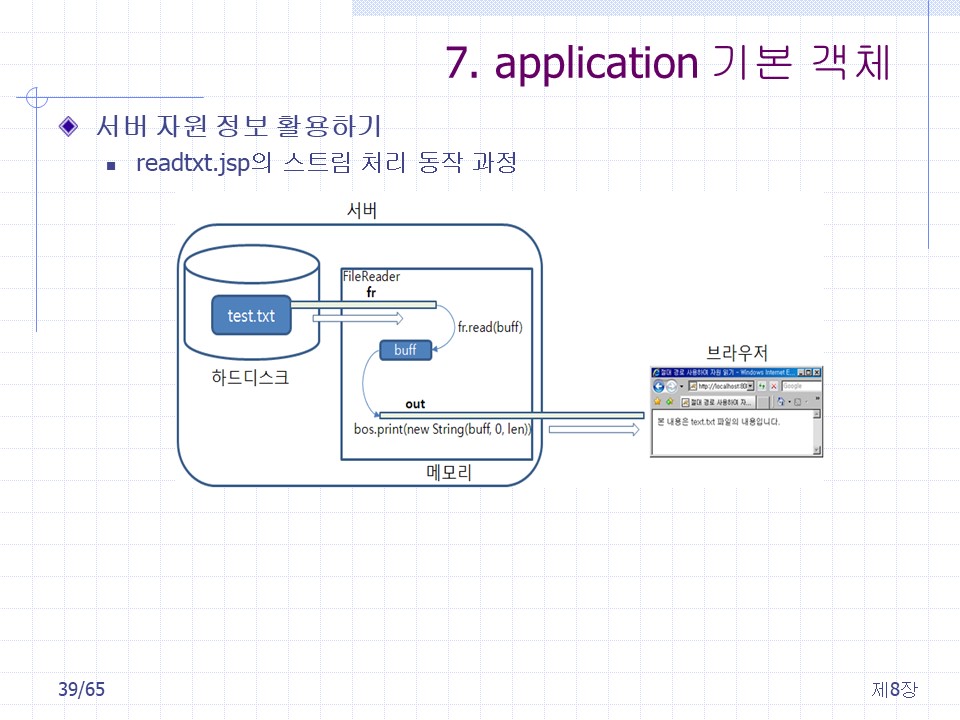 7. application 기본 객체
서버 자원 정보 활용하기
readtxt.jsp의 스트림 처리 동작 과정
서버
FileReader
fr
test.txt
fr.read(buff)
buff
하드디스크
out
bos.print(new String(buff, 0, len))
메모리
브라우저
절대 경로 사용하여 자원 읽기 - Windows Internet E...
http://localhost:80
Google
절대 경로 사용하여 자...
본 내용은 text.txt 파일의 내용입니다.
39/65
제8장